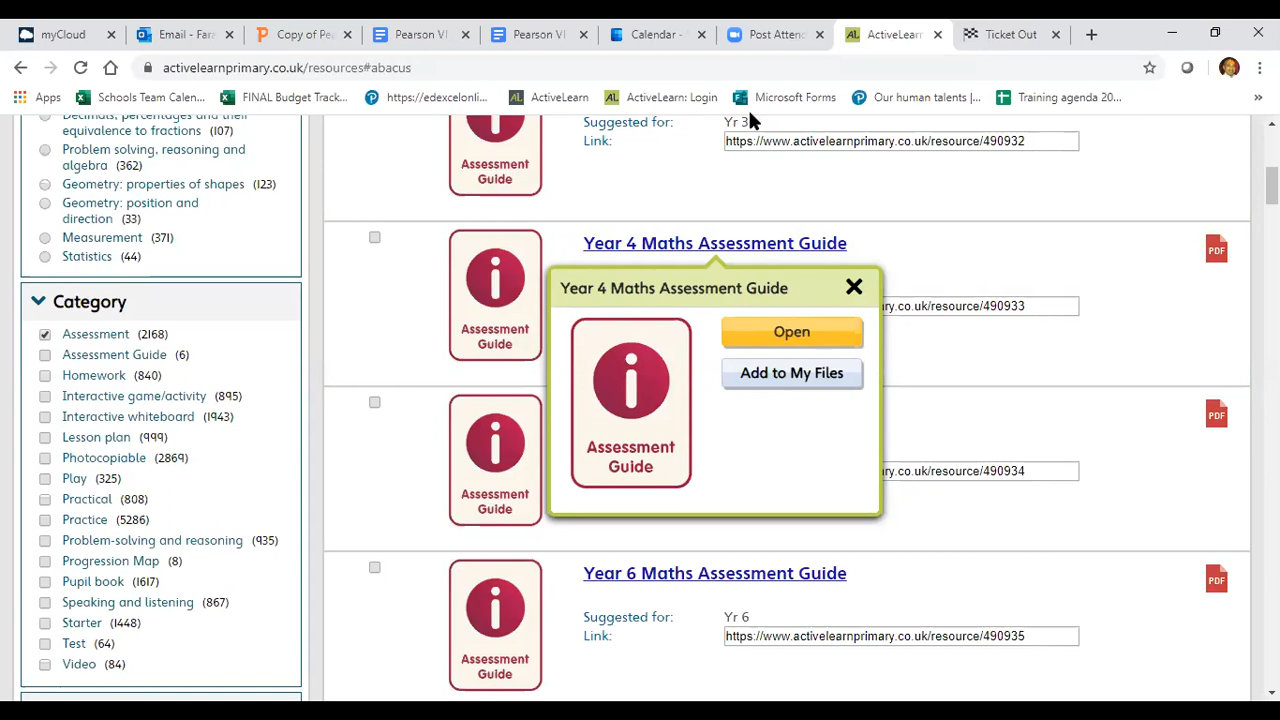 myCloud
Email - Fara
Copy of Pea
Pearson VI
Pearson VI
Calendar -
Post Attend
ActiveLearn
Ticket Out
activelearnprimary.co.uk/resources#abacus
Apps
Schools Team Calen...
FINAL Budget Track...
https://edexcelonlin...
ActiveLearn
ActiveLearn: Login
Microsoft Forms
Our human talents |...
Training agenda 20...
»
Decimals, percentages and their
equivalence to fractions (107)
Problem solving, reasoning and
algebra (362)
Geometry: properties of shapes (123)
Geometry: position and
direction (33)
Measurement (371)
Statistics (44)
Category
Assessment (2168)
Assessment Guide (6)
Homework (840)
Interactive game/activity (895)
Interactive whiteboard (1943)
Lesson plan (999)
Photocopiable (2869)
Play (325)
Practical (808)
Practice (5286)
Problem-solving and reasoning (935)
Progression Map (8)
Pupil book (1617)
Speaking and listening (867)
Starter (1448)
Test (64)
Video (84)
Assessment
Guide
Suggested for: Yr 3
Link: https://www.activelearnprimary.co.uk/resource/490932
Assessment
Guide
Year 4 Maths Assessment Guide
PDF
ry.co.uk/resource/490933
Year 4 Maths Assessment Guide
Open
Add to My Files
Assessment
Guide
Assessment
Guide
PDF
ry.co.uk/resource/490934
Assessment
Guide
Year 6 Maths Assessment Guide
PDF
Suggested for: Yr 6
Link: https://www.activelearnprimary.co.uk/resource/490935